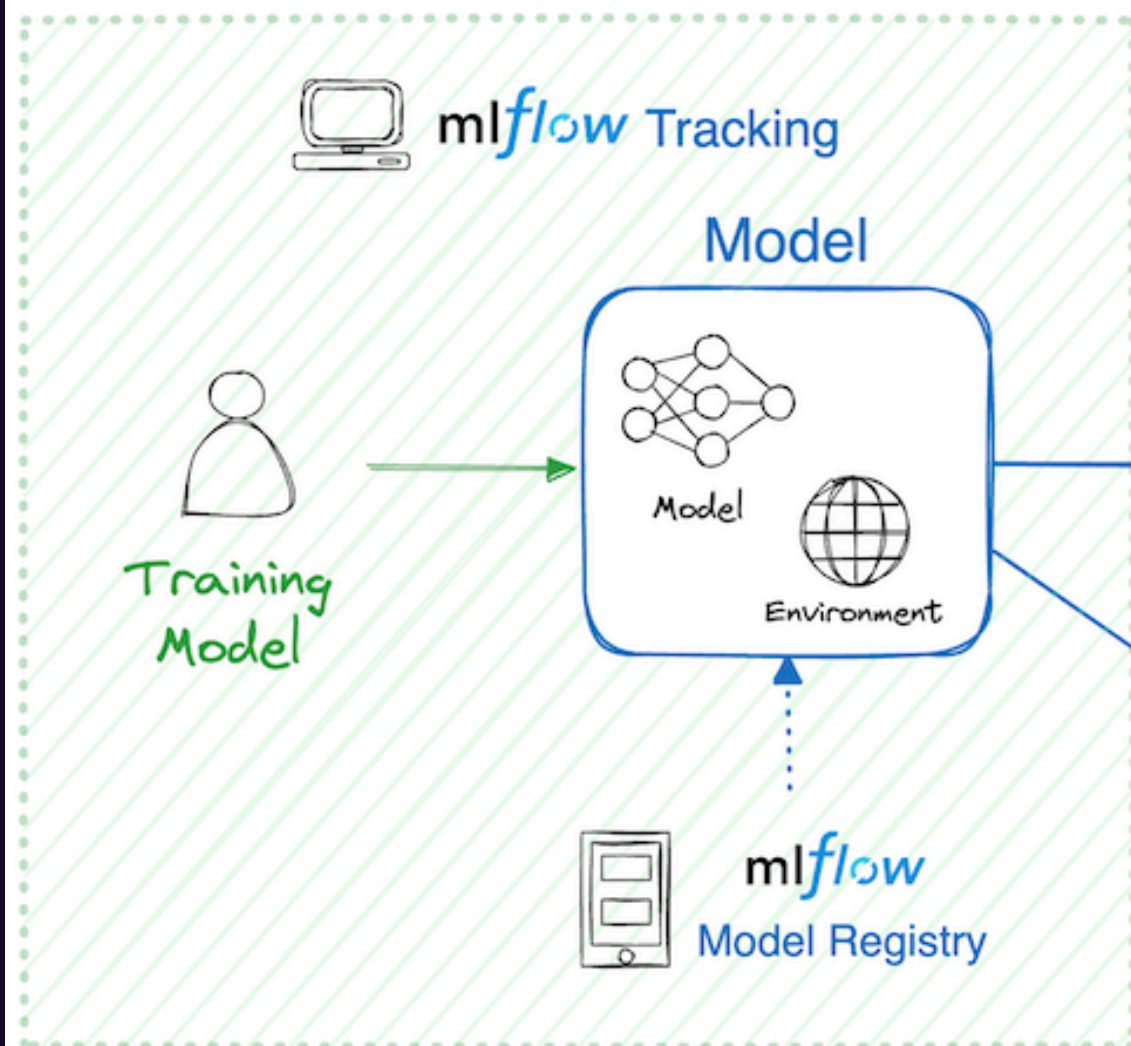 mlflow Tracking
Model
Model
Environment
Training
Model
mlflow
Model Registry